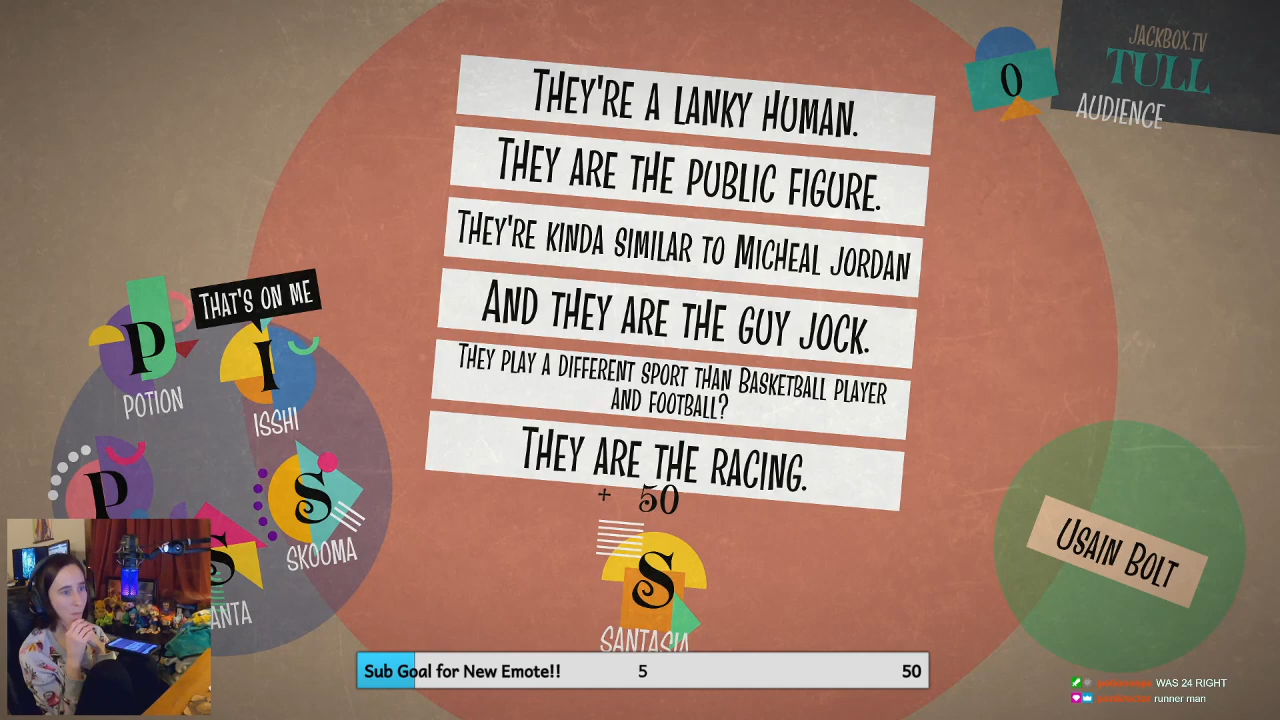 THEY'RE A LANKY HUMAN.
THEY ARE THE PUBLIC FIGURE.
THEY'RE KINDA SIMILAR TO MICHEAL JORDAN
AND THEY ARE THE GUY JOCK.
THEY PLAY A DIFFERENT SPORT THAN BASKETBALL PLAYER
AND FOOTBALL?
THEY ARE THE RACING.
+ 50
S
SANTASIA
JACKBOX.TV
TULL
0
AUDIENCE
THAT'S ON ME
P
POTION
I
ISSHI
P
S
SKOOMA
S
ANTA
USAIN BOLT
Sub Goal for New Emote!! 5 50
WAS 24 RIGHT
runner man